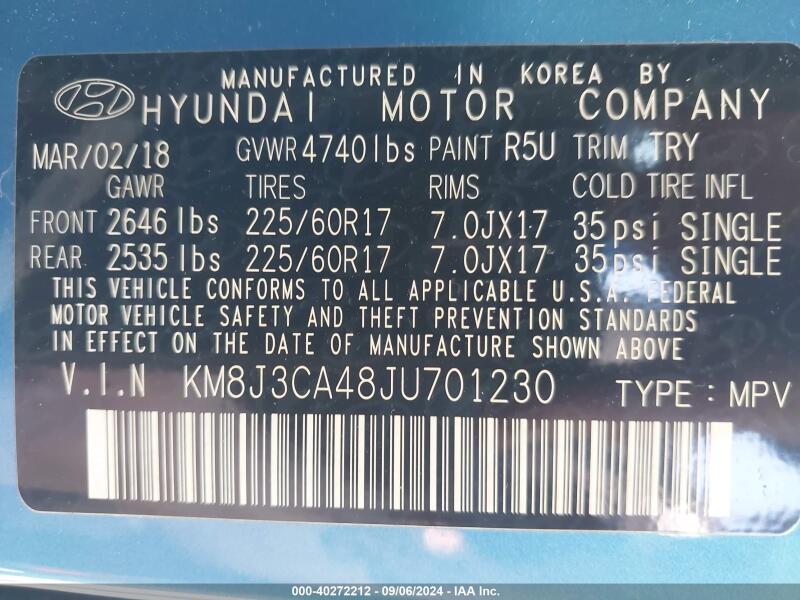 MANUFACTURED IN KOREA BY
HYUNDAI MOTOR COMPANY
MAR/02/18 GVWR 4740lbs PAINT R5U TRIM TRY
GAWR TIRES RIMS COLD TIRE INFL
FRONT 2646 lbs 225/60R17 7.0JX17 35psi SINGLE
REAR 2535 lbs 225/60R17 7.0JX17 35psi SINGLE
THIS VEHICLE CONFORMS TO ALL APPLICABLE U.S.A. FEDERAL
MOTOR VEHICLE SAFETY AND THEFT PREVENTION STANDARDS
IN EFFECT ON THE DATE OF MANUFACTURE SHOWN ABOVE
V.I.N KM8J3CA48JU701230 TYPE : MPV
000-40272212 - 09/06/2024 - IAA Inc.